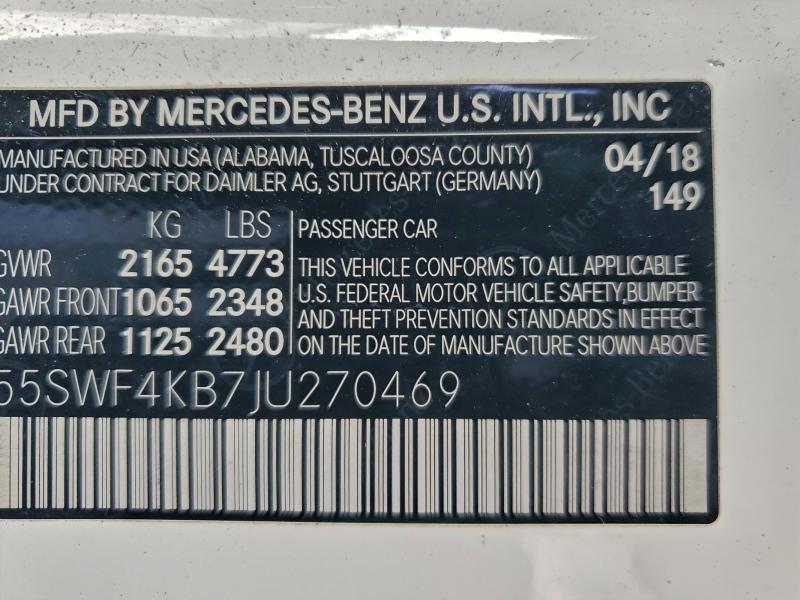 MFD BY MERCEDES-BENZ U.S. INTL., INC
MANUFACTURED IN USA (ALABAMA, TUSCALOOSA COUNTY) 04/18
UNDER CONTRACT FOR DAIMLER AG, STUTTGART (GERMANY) 149
KG LBS PASSENGER CAR
GVWR 2165 4773 THIS VEHICLE CONFORMS TO ALL APPLICABLE
GAWR FRONT 1065 2348 U.S. FEDERAL MOTOR VEHICLE SAFETY, BUMPER
AND THEFT PREVENTION STANDARDS IN EFFECT
GAWR REAR 1125 2480 ON THE DATE OF MANUFACTURE SHOWN ABOVE
55SWF4KB7JU270469